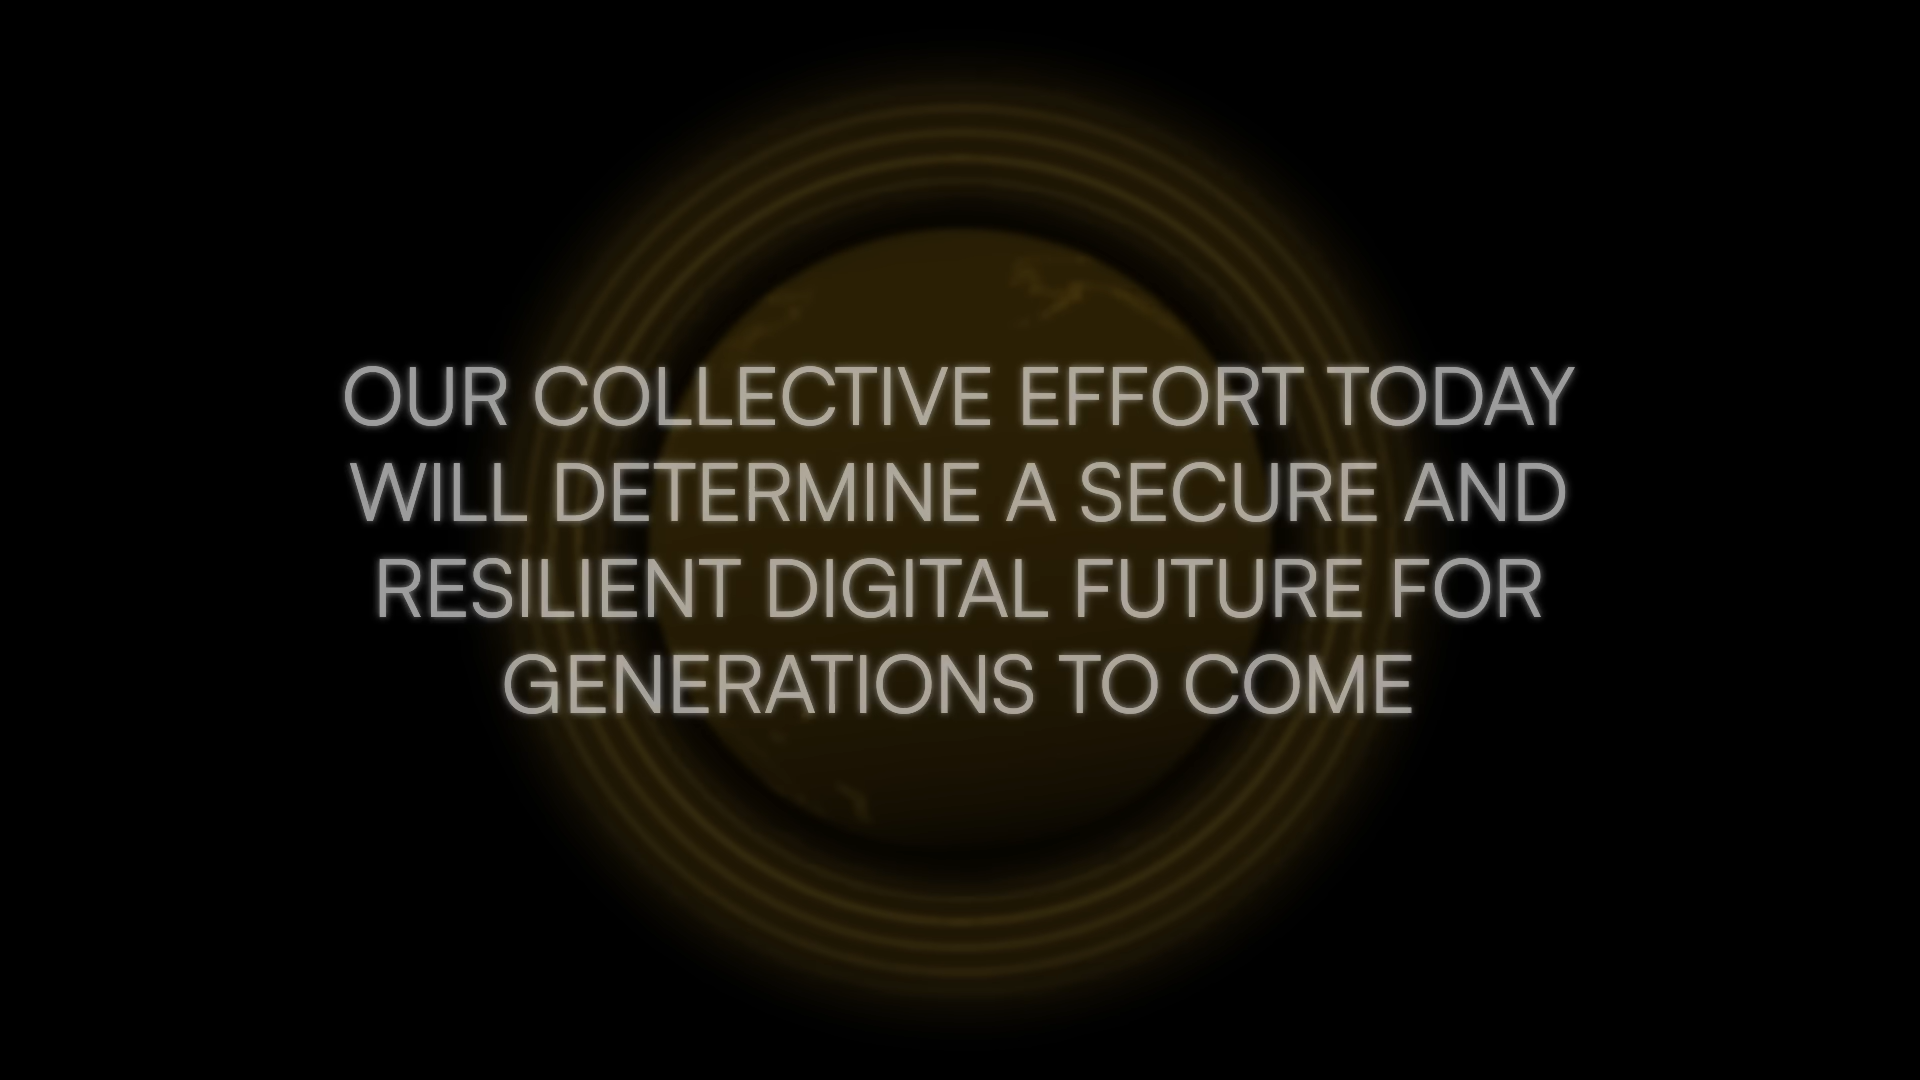 OUR COLLECTIVE EFFORT TODAY
WILL DETERMINE A SECURE AND
RESILIENT DIGITAL FUTURE FOR
GENERATIONS TO COME